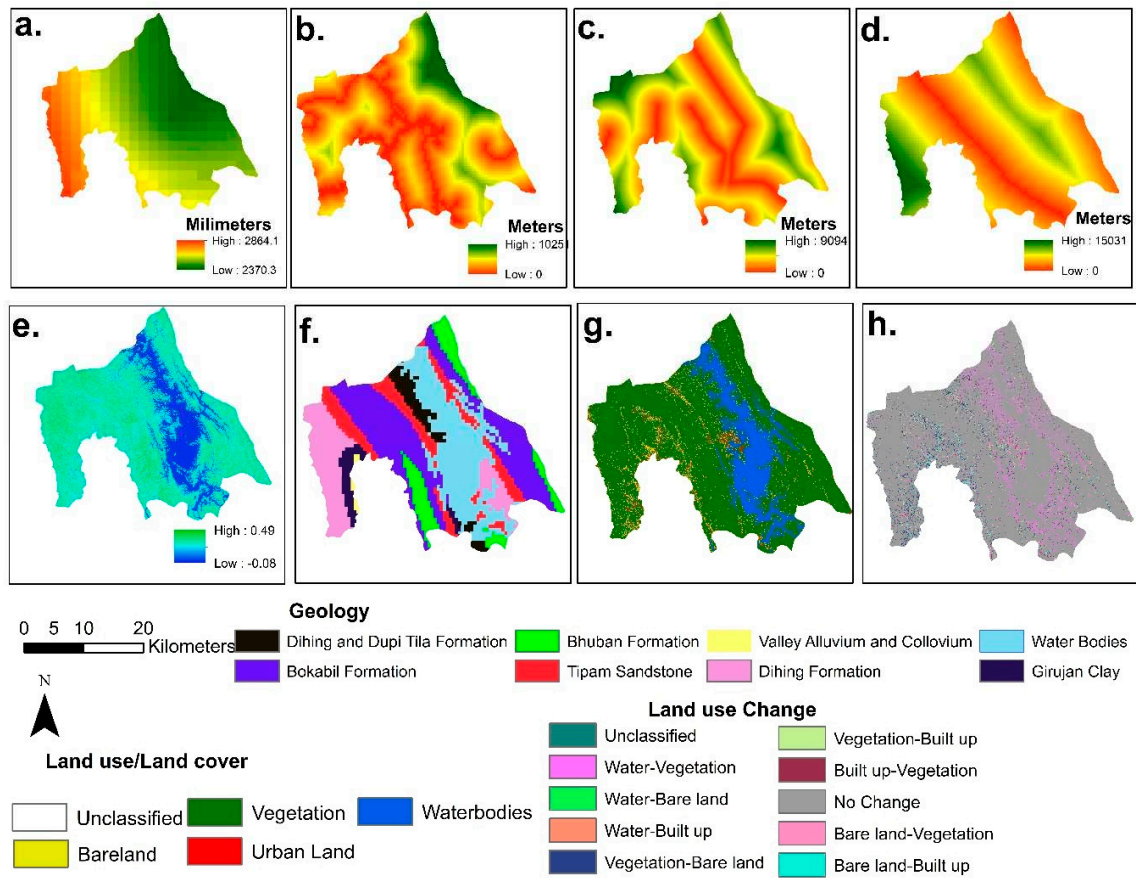 a.
Milimeters
High : 2864.1
Low : 2370.3
b.
Meters
High : 10251
Low : 0
c.
Meters
High : 9094
Low : 0
d.
Meters
High : 15031
Low : 0
e.
High : 0.49
Low : -0.08
f.
g.
h.
0 5 10 20
Kilometers
N
Geology
Dihing and Dupi Tila Formation
Bhuban Formation
Valley Alluvium and Collovium
Water Bodies
Bokabil Formation
Tipam Sandstone
Dihing Formation
Girujan Clay
Land use/Land cover
Unclassified
Vegetation
Waterbodies
Bareland
Urban Land
Land use Change
Unclassified
Vegetation-Built up
Water-Vegetation
Built up-Vegetation
Water-Bare land
No Change
Water-Built up
Bare land-Vegetation
Vegetation-Bare land
Bare land-Built up